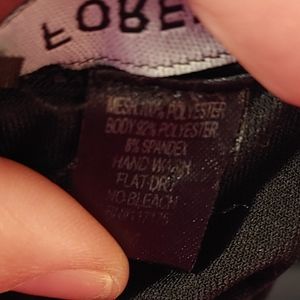 FORE
MESH:100% POLYESTER
BODY:92% POLYESTER
8% SPANDEX
HAND WASH
FLAT DRY
NO BLEACH